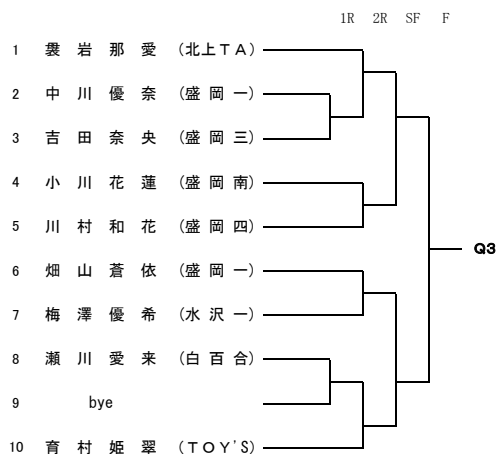 1R 2R SF F
1 袰岩那愛 (北上TA)
2 中川優奈 (盛岡一)
3 吉田奈央 (盛岡三)
4 小川花蓮 (盛岡南)
5 川村和花 (盛岡四)
Q3
6 畑山蒼依 (盛岡一)
7 梅澤優希 (水沢一)
8 瀬川愛来 (白百合)
9 bye
10 育村姫翠 (TOY'S)